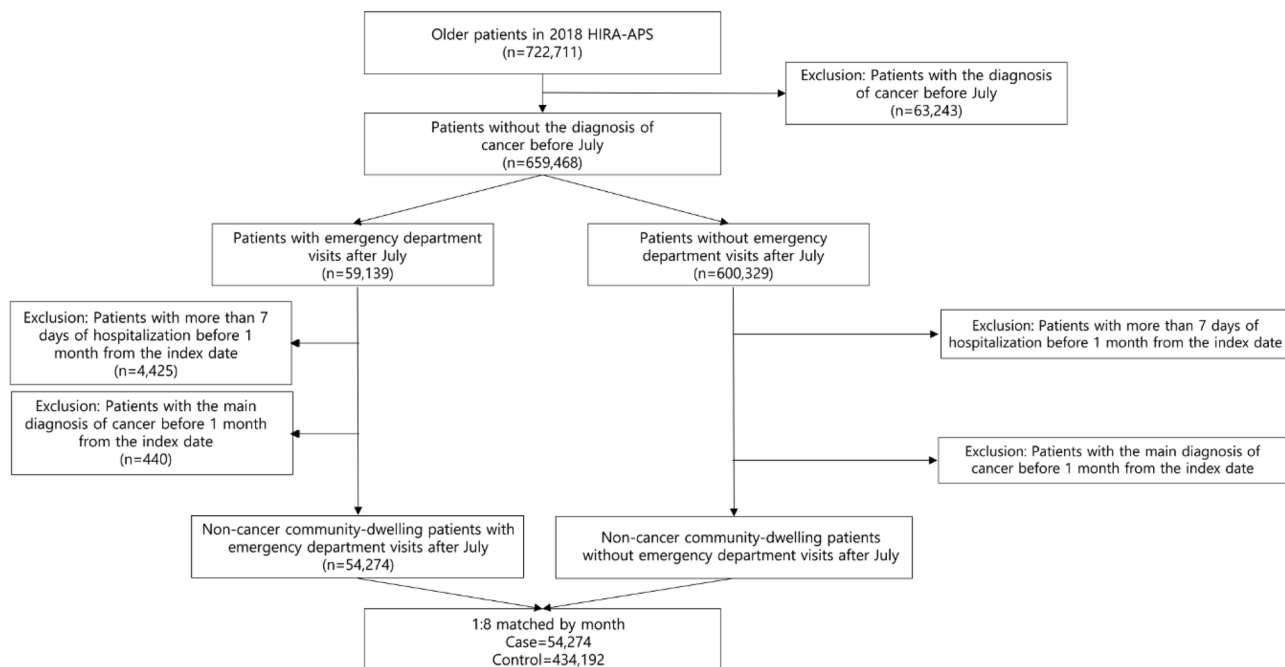 Older patients in 2018 HIRA-APS
(n=722,711)
Exclusion: Patients with the diagnosis
of cancer before July
(n=63,243)
Patients without the diagnosis of
cancer before July
(n=659,468)
Patients with emergency department
visits after July
(n=59,139)
Patients without emergency
department visits after July
(n=600,329)
Exclusion: Patients with more than 7
days of hospitalization before 1
month from the index date
(n=4,425)
Exclusion: Patients with more than 7 days of
hospitalization before 1 month from the index date
Exclusion: Patients with the main
diagnosis of cancer before 1 month
from the index date
(n=440)
Exclusion: Patients with the main diagnosis of
cancer before 1 month from the index date
Non-cancer community-dwelling patients with
emergency department visits after July
(n=54,274)
Non-cancer community-dwelling patients
without emergency department visits after July
1:8 matched by month
Case=54,274
Control=434,192